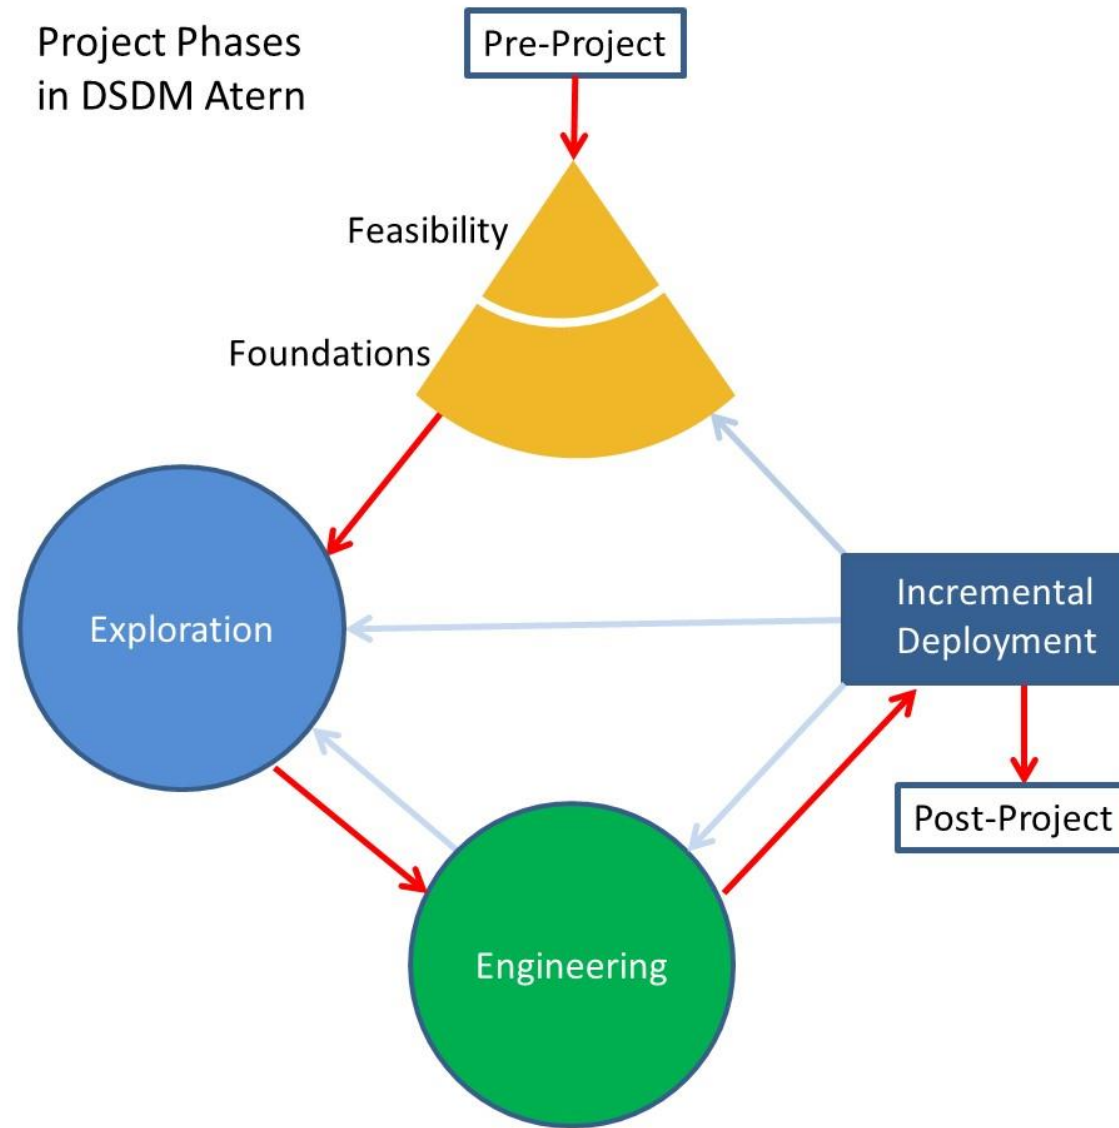 Project Phases
in DSDM Atern
Pre-Project
Feasibility
Foundations
Exploration
Incremental
Deployment
Post-Project
Engineering